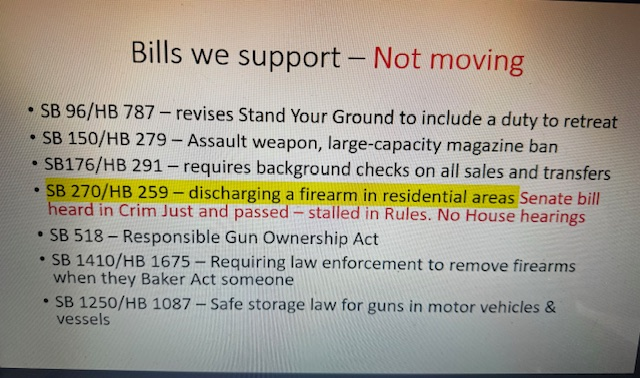 Bills we support – Not moving
• SB 96/HB 787 – revises Stand Your Ground to include a duty to retreat
• SB 150/HB 279 – Assault weapon, large-capacity magazine ban
• SB176/HB 291 – requires background checks on all sales and transfers
• SB 270/HB 259 – discharging a firearm in residential areas Senate bill
heard in Crim Just and passed – stalled in Rules. No House hearings
• SB 518 – Responsible Gun Ownership Act
• SB 1410/HB 1675 – Requiring law enforcement to remove firearms
when they Baker Act someone
• SB 1250/HB 1087 – Safe storage law for guns in motor vehicles &
vessels